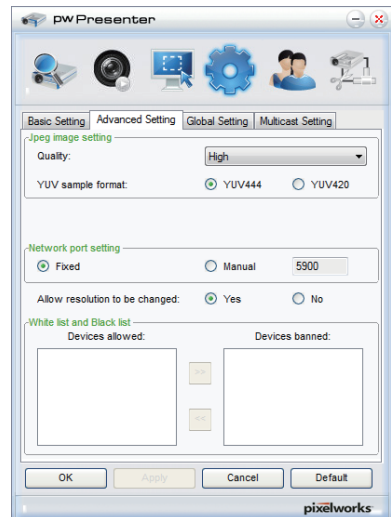 pwPresenter
Basic Setting Advanced Setting Global Setting Multicast Setting
Jpeg image setting
Quality: High
YUV sample format: YUV444 YUV420
Network port setting
Fixed Manual 5900
Allow resolution to be changed: Yes No
White list and Black list
Devices allowed: Devices banned:
>>
<<
OK Apply Cancel Default
pixelworks